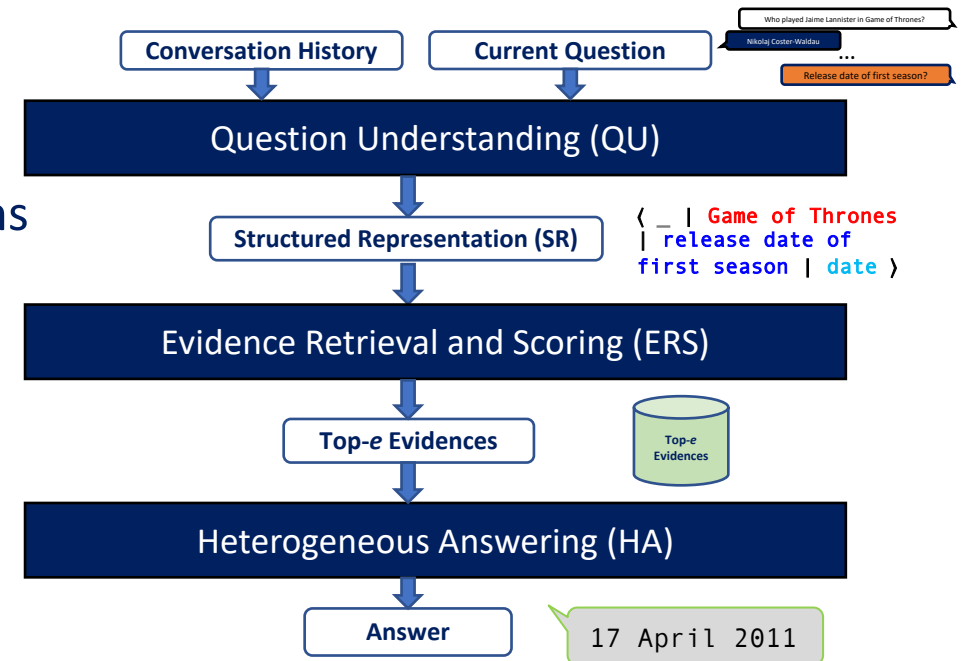 Who played Jaime Lannister in Game of Thrones?
Nikolaj Coster-Waldau
...
Release date of first season?
Conversation History
Current Question
Question Understanding (QU)
ns
Structured Representation (SR)
⟨ _ | Game of Thrones
| release date of
first season | date ⟩
Evidence Retrieval and Scoring (ERS)
Top-e Evidences
Top-e
Evidences
Heterogeneous Answering (HA)
Answer
17 April 2011